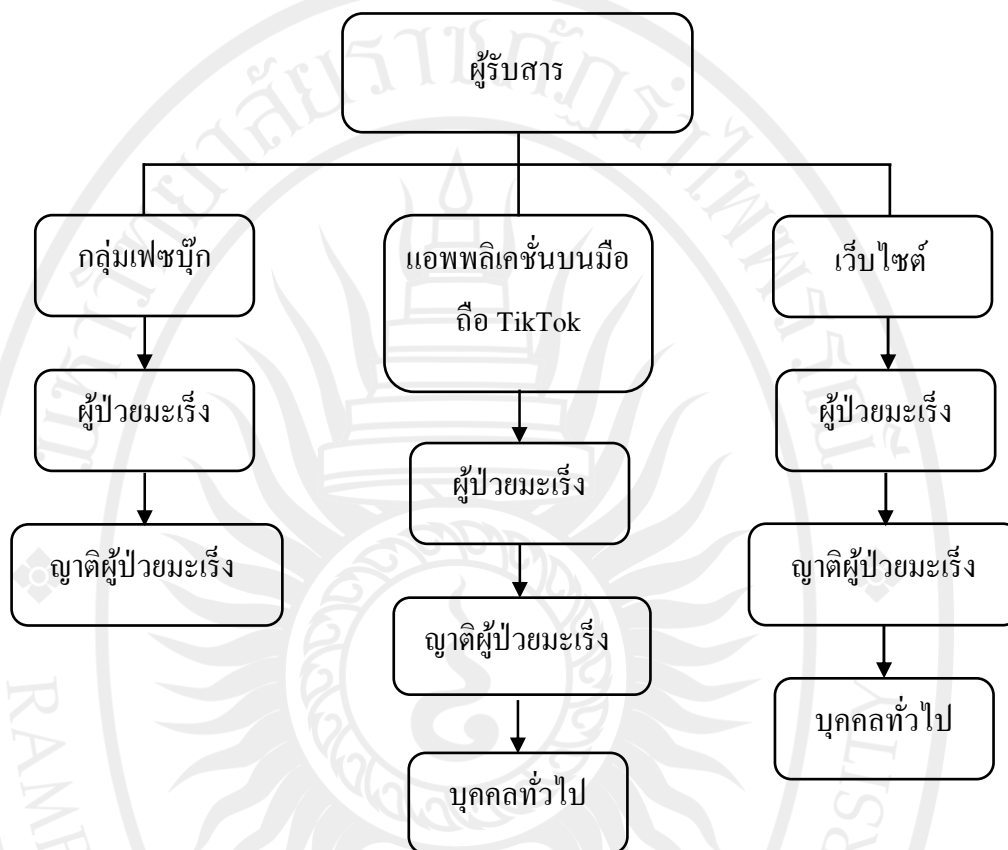 ผู้รับสาร
กลุ่มเฟซบุ๊ก
แอพพลิเคชั่นบนมือ
ถือ TikTok
เว็บไซต์
ผู้ป่วยมะเร็ง
ผู้ป่วยมะเร็ง
ผู้ป่วยมะเร็ง
ญาติผู้ป่วยมะเร็ง
ญาติผู้ป่วยมะเร็ง
ญาติผู้ป่วยมะเร็ง
บุคคลทั่วไป
บุคคลทั่วไป